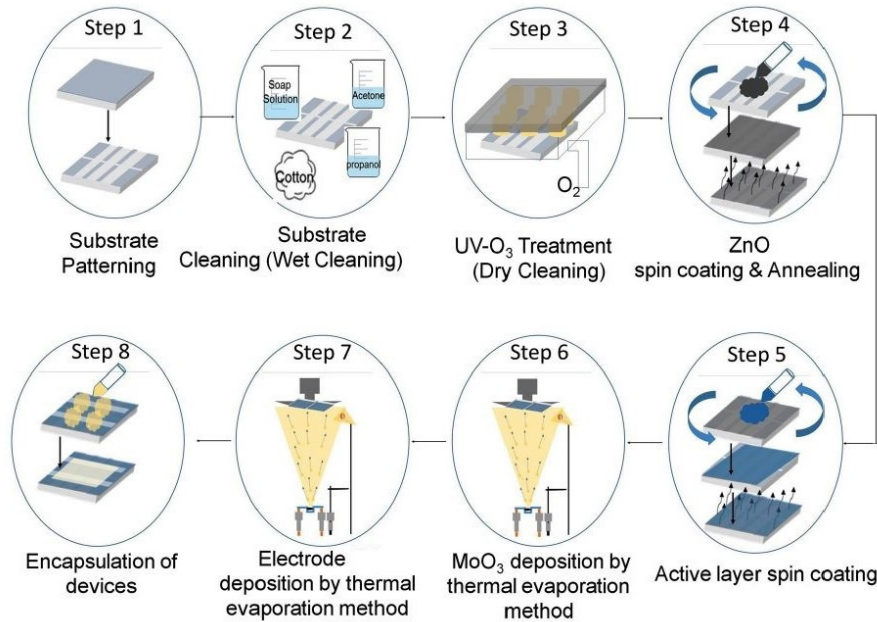 Step 1
Substrate
Patterning
Step 2
Soap
Solution
Acetone
propanol
Cotton
Substrate
Cleaning (Wet Cleaning)
Step 3
O₂
UV-O₃ Treatment
(Dry Cleaning)
Step 4
ZnO
spin coating & Annealing
Step 5
Active layer spin coating
Step 6
MoO₃ deposition by
thermal evaporation
method
Step 7
Electrode
deposition by thermal
evaporation method
Step 8
Encapsulation of
devices